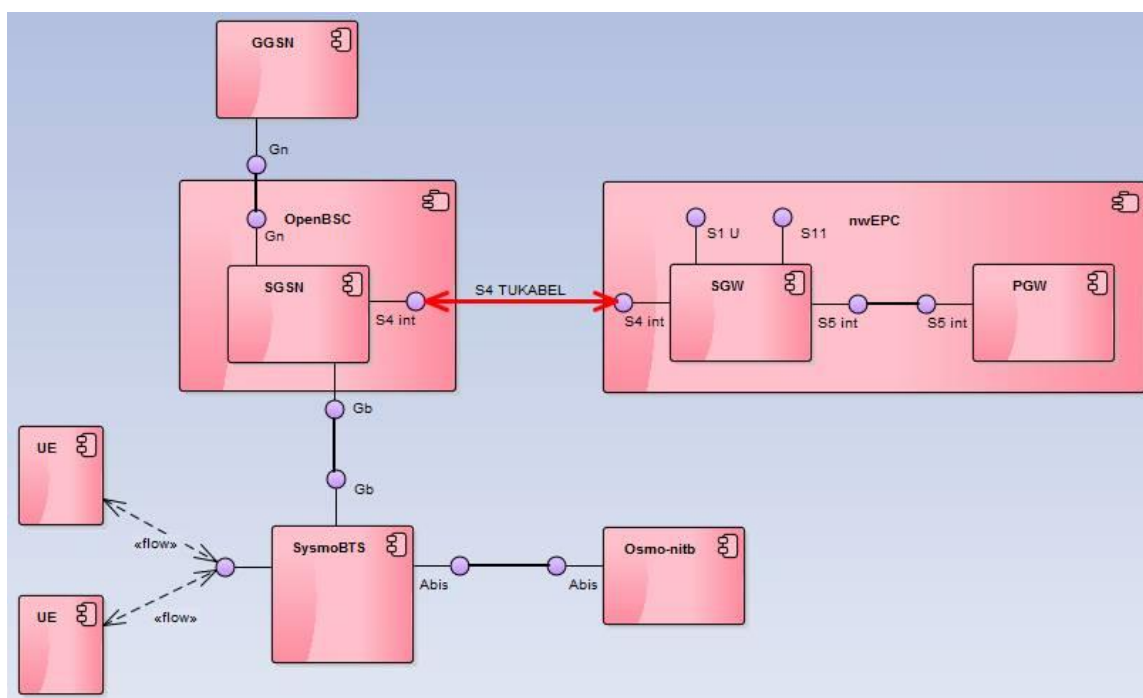 GGSN
Gn
OpenBSC
Gn
SGSN
S4 int
S4 TUKABEL
nwEPC
S1 U
S11
S4 int
SGW
S5 int
S5 int
PGW
Gb
Gb
UE
«flow»
UE
«flow»
SysmoBTS
Abis
Abis
Osmo-nitb